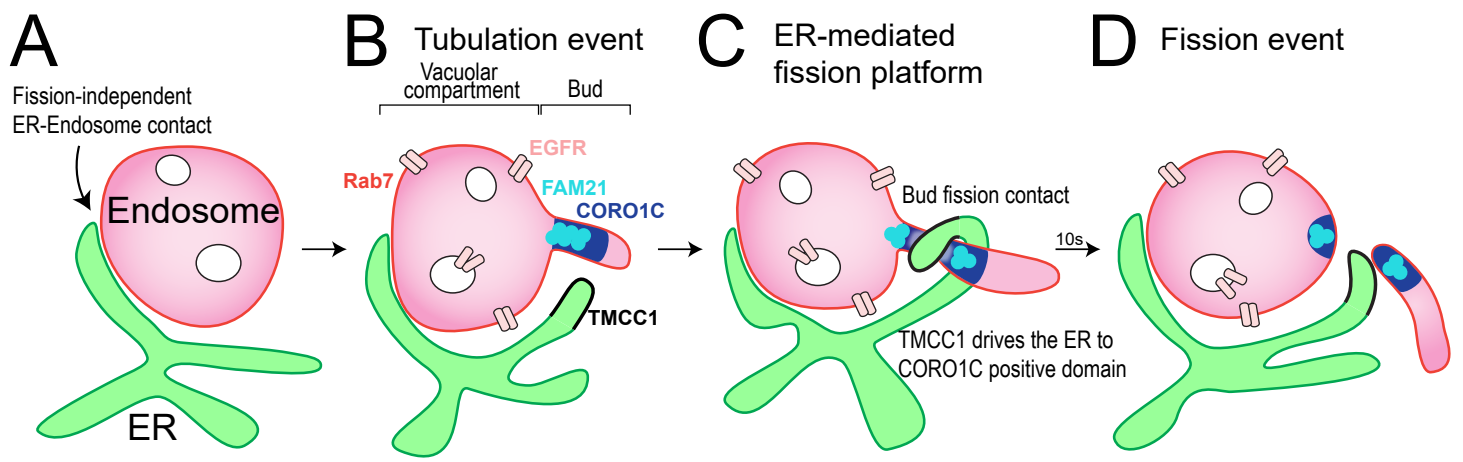 A
Fission-independent
ER-Endosome contact
Endosome
ER
B
Tubulation event
Vacuolar
compartment
Bud
Rab7
EGFR
FAM21
CORO1C
TMCC1
C
ER-mediated
fission platform
Bud fission contact
TMCC1 drives the ER to
CORO1C positive domain
10s
D
Fission event